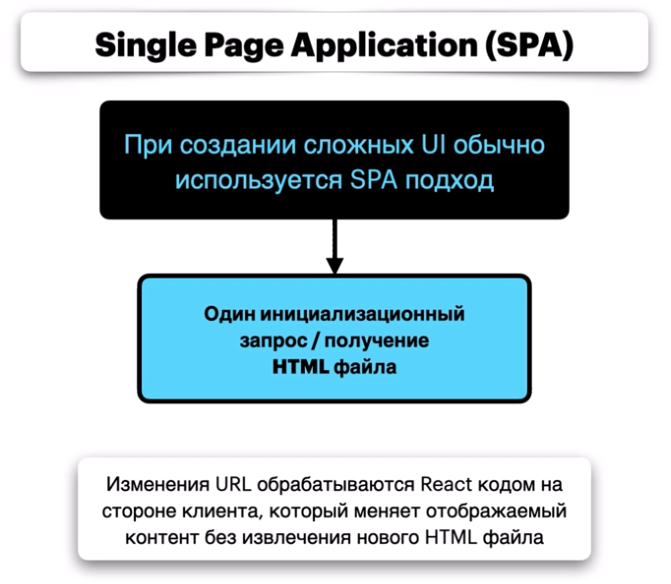 Single Page Application (SPA)
При создании сложных UI обычно
используется SPA подход
Один инициализационный
запрос / получение
HTML файла
Изменения URL обрабатываются React кодом на
стороне клиента, который меняет отображаемый
контент без извлечения нового HTML файла